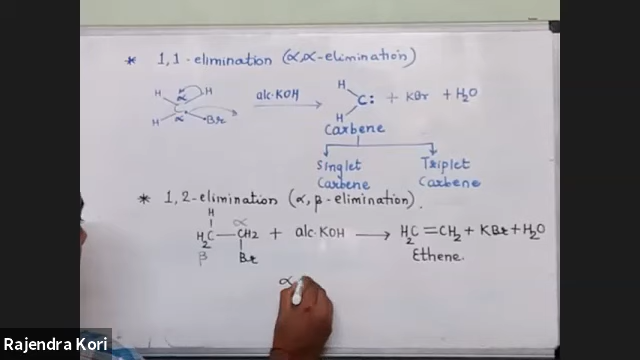 * 1,1-elimination (α,α-elimination)
H α H
C
H α Br
alc.KOH
H
C: + KBr + H2O
H
Carbene
Singlet Carbene
Triplet Carbene
* 1,2-elimination (α, β-elimination).
H α
H2C — CH2 + alc.KOH → H2C = CH2 + KBr + H2O
β Br Ethene.
α
Rajendra Kori